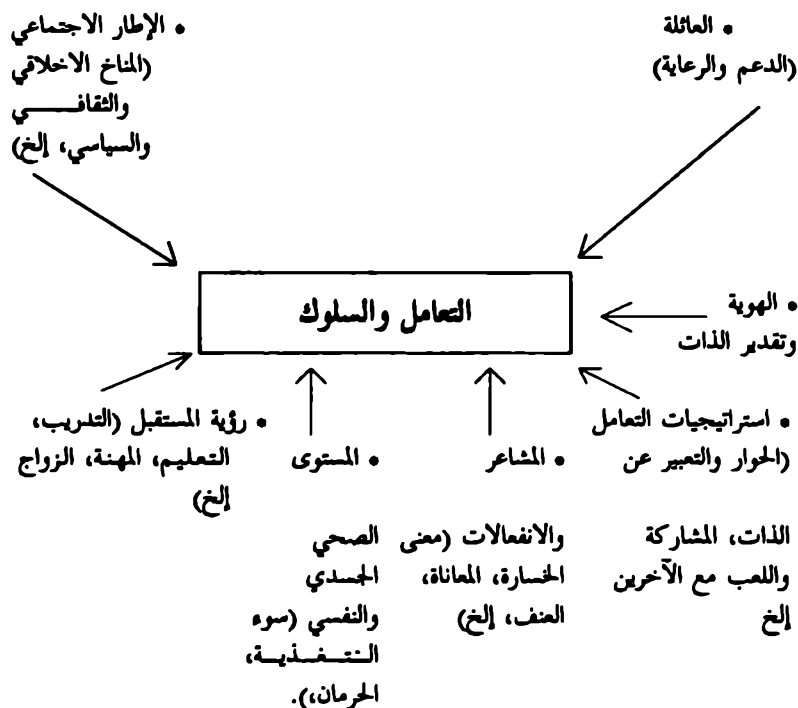 • الإطار الاجتماعي
(المناخ الاخلاقي
والثقافـــــي
والسياسي، إلخ)
• العائلة
(الدعم والرعاية)
التعامل والسلوك
• الهوية
وتقدير الذات
• استراتيجيات التعامل
(الحوار والتعبير عن
الذات، المشاركة
واللعب مع الآخرين
إلخ
• المشاعر
والانفعالات (معنى
الخسارة، المعاناة،
العنف، إلخ)
• المستوى
الصحي
الجسدي
والنفسي (سوء
الـتـــغـــذيـــة،
الحرمان،).
• رؤية المستقبل (التدريب،
التعليم، المهنة، الزواج
إلخ)